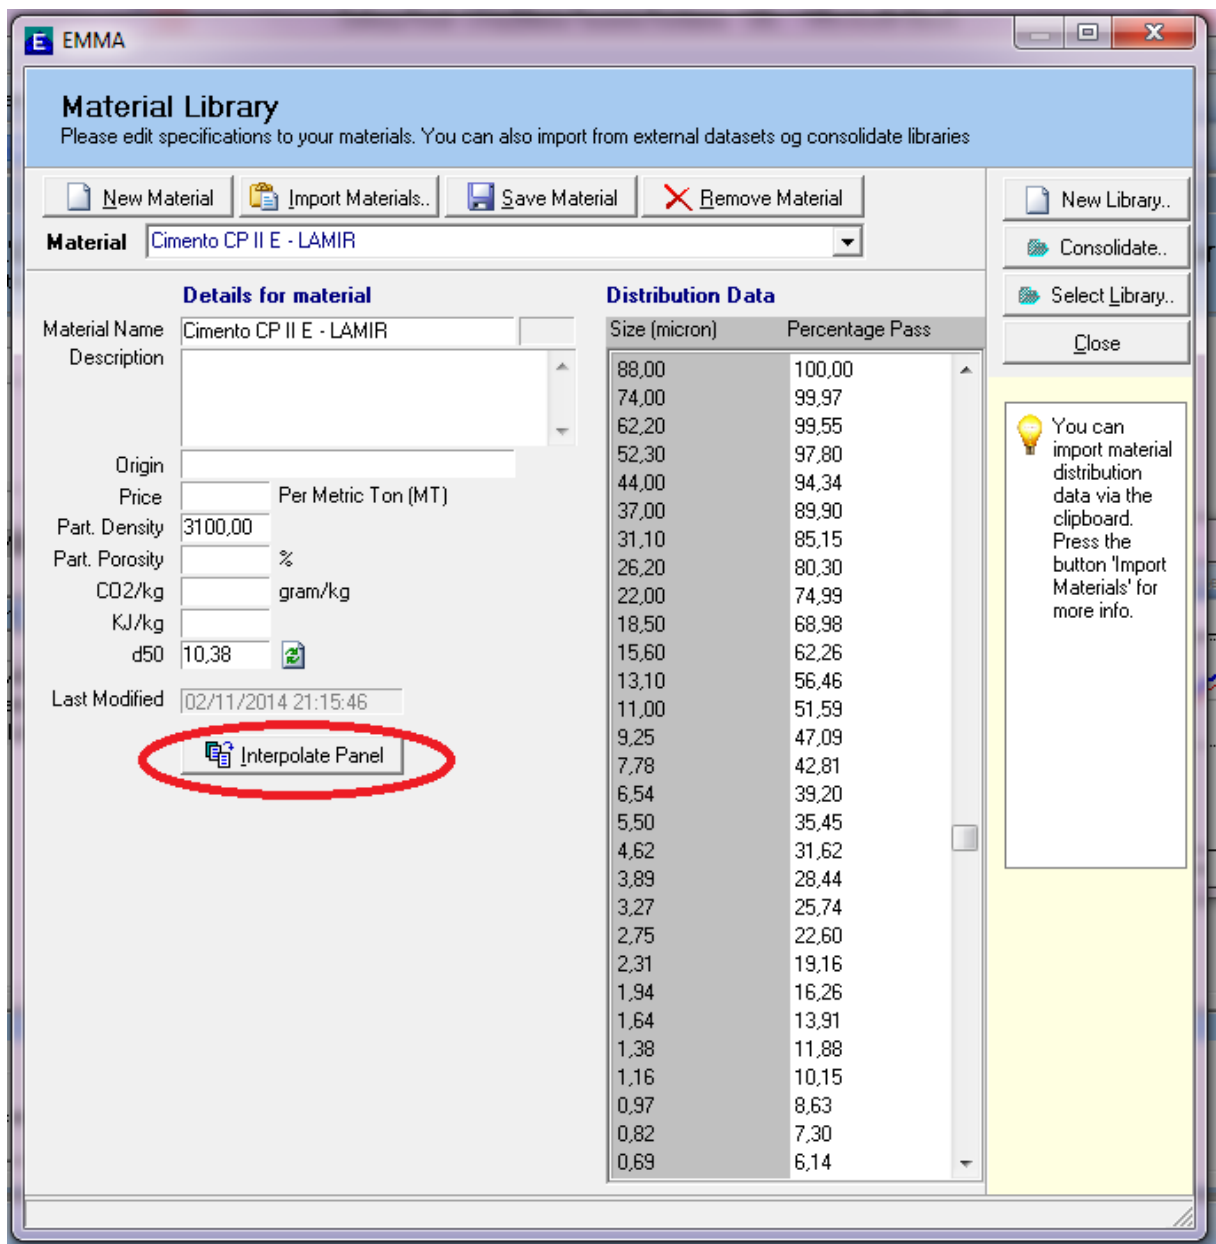 EMMA
Material Library
Please edit specifications to your materials. You can also import from external datasets og consolidate libraries
New Material Import Materials.. Save Material Remove Material
Material Cimento CP II E - LAMIR
New Library..
Consolidate..
Select Library..
Close
Details for material
Material Name Cimento CP II E - LAMIR
Description
Origin
Price Per Metric Ton (MT)
Part. Density 3100,00
Part. Porosity %
CO2/kg gram/kg
KJ/kg
d50 10,38
Last Modified 02/11/2014 21:15:46
Interpolate Panel
Distribution Data
Size (micron) Percentage Pass
88,00 100,00
74,00 99,97
62,20 99,55
52,30 97,80
44,00 94,34
37,00 89,90
31,10 85,15
26,20 80,30
22,00 74,99
18,50 68,98
15,60 62,26
13,10 56,46
11,00 51,59
9,25 47,09
7,78 42,81
6,54 39,20
5,50 35,45
4,62 31,62
3,89 28,44
3,27 25,74
2,75 22,60
2,31 19,16
1,94 16,26
1,64 13,91
1,38 11,88
1,16 10,15
0,97 8,63
0,82 7,30
0,69 6,14
You can
import material
distribution
data via the
clipboard.
Press the
button 'Import
Materials' for
more info.